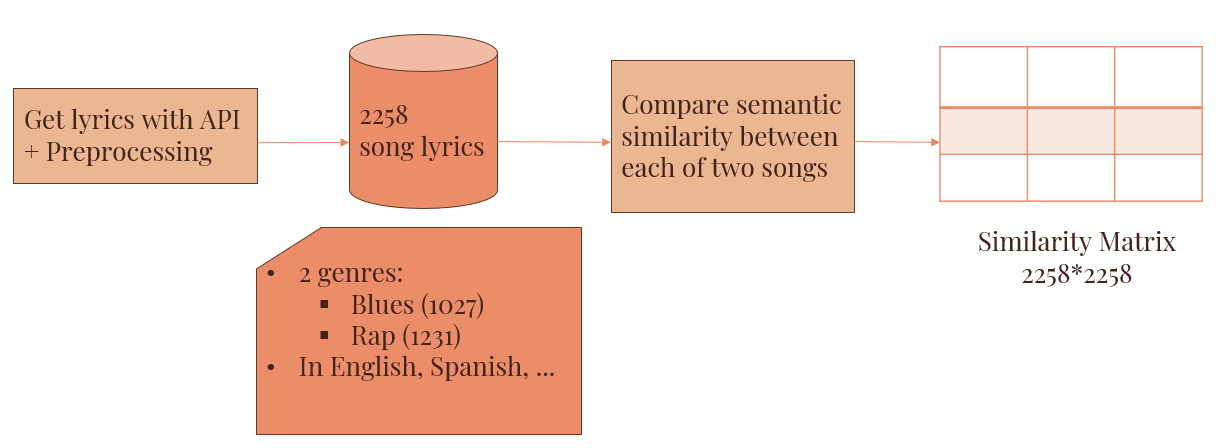 Get lyrics with API
+ Preprocessing
2258
song lyrics
Compare semantic
similarity between
each of two songs
Similarity Matrix
2258*2258
• 2 genres:
▪ Blues (1027)
▪ Rap (1231)
• In English, Spanish, ...